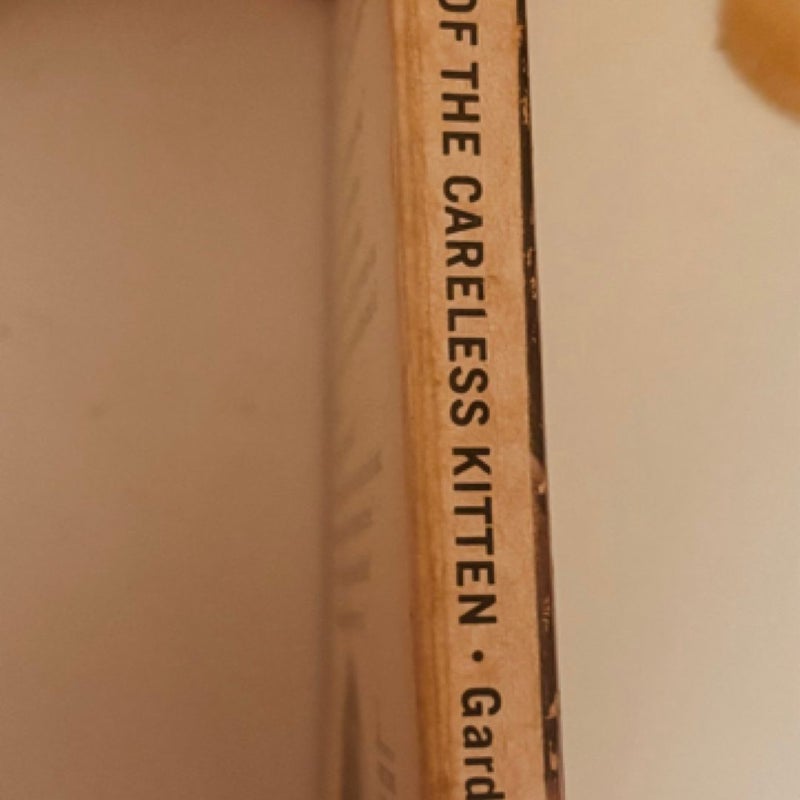 OF THE CARELESS KITTEN • Gard